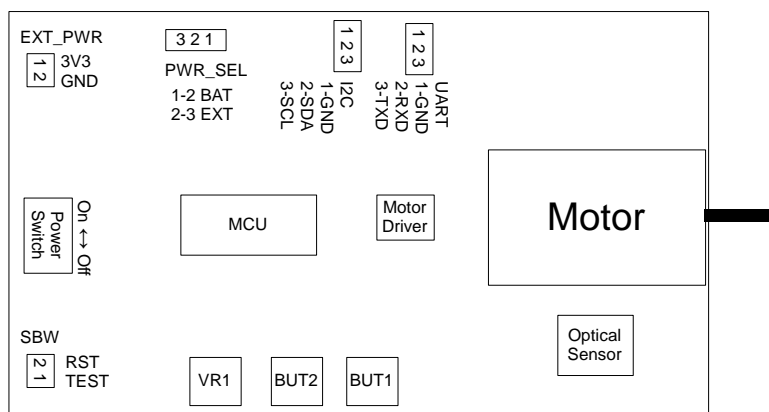 EXT_PWR
1 2
3V3
GND
3 2 1
PWR_SEL
1-2 BAT
2-3 EXT
1 2 3
I2C
1-GND
2-SDA
3-SCL
1 2 3
UART
1-GND
2-RXD
3-TXD
On ↔ Off
Power
Switch
MCU
Motor
Driver
Motor
SBW
2 1
RST
TEST
VR1
BUT2
BUT1
Optical
Sensor